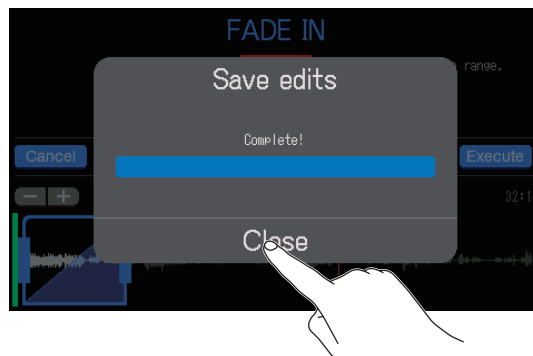 FADE IN
range.
Save edits
Complete!
Cancel
Execute
32:1
Close